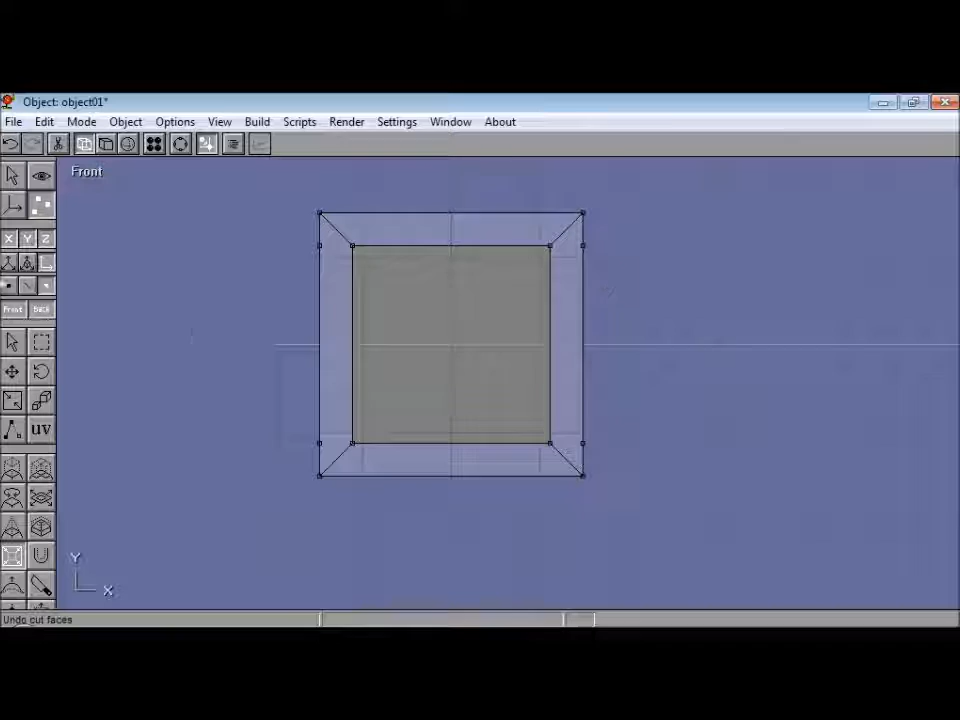 Object: object01*
File Edit Mode Object Options View Build Scripts Render Settings Window About
Front
X Y Z
Front Back
uv
Y
X
Undo cut faces